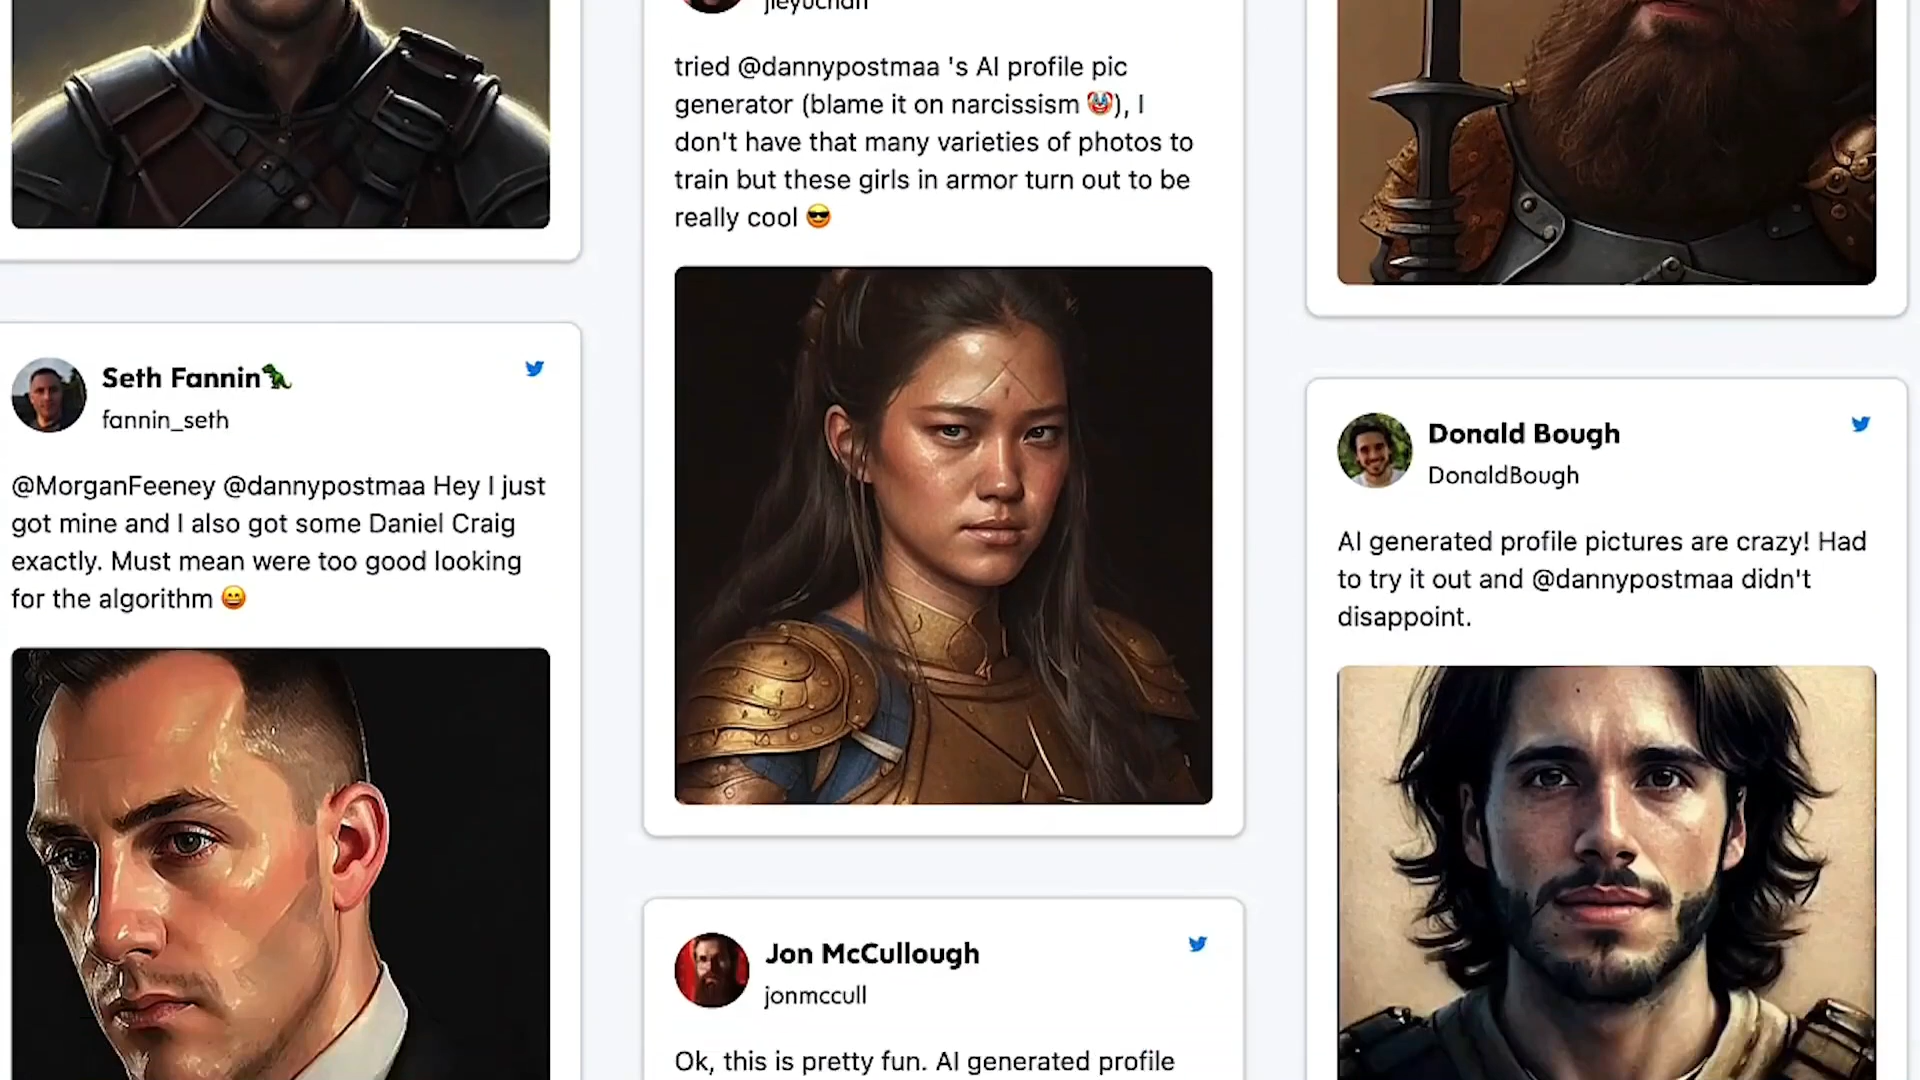 Seth Fannin🦖
fannin_seth
@MorganFeeney @dannypostmaa Hey I just
got mine and I also got some Daniel Craig
exactly. Must mean were too good looking
for the algorithm 😄
jieyuchan
tried @dannypostmaa 's AI profile pic
generator (blame it on narcissism 🤡), I
don't have that many varieties of photos to
train but these girls in armor turn out to be
really cool 😎
Jon McCullough
jonmccull
Ok, this is pretty fun. AI generated profile
Donald Bough
DonaldBough
AI generated profile pictures are crazy! Had
to try it out and @dannypostmaa didn't
disappoint.